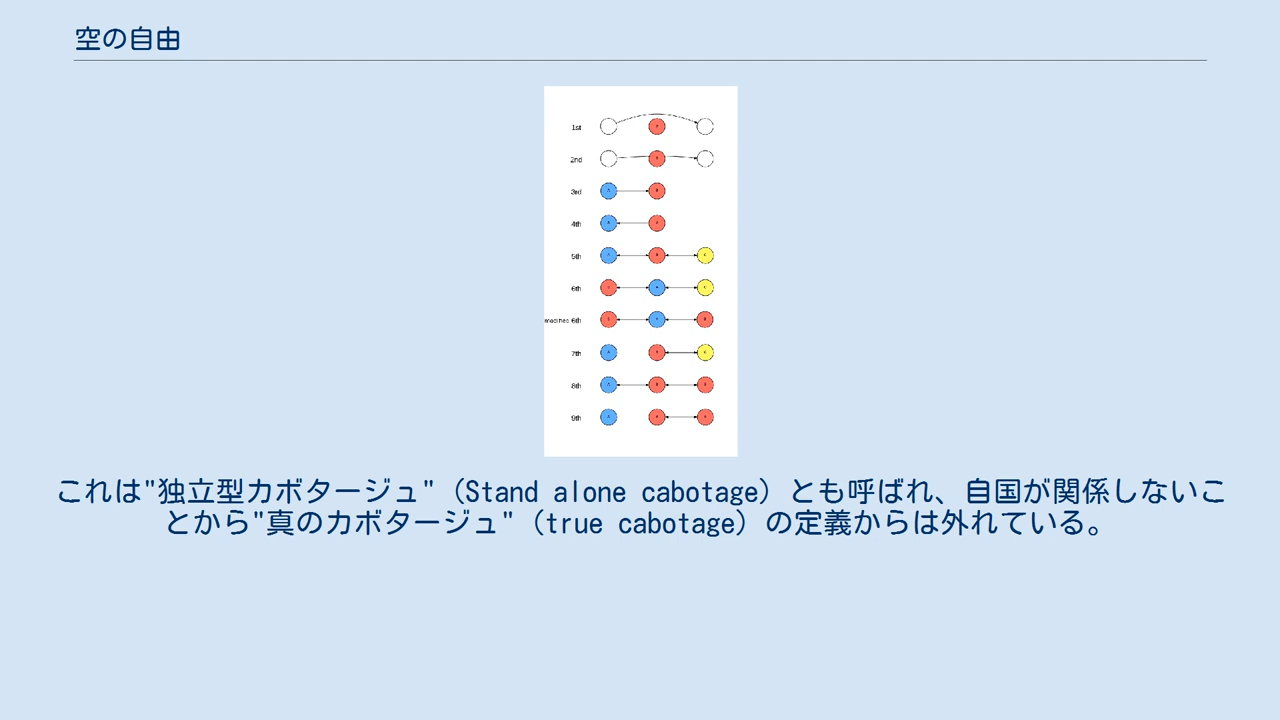 空の自由
1st
2nd
3rd
4th
5th
6th
modified 6th
7th
8th
9th
これは"独立型カボタージュ"（Stand alone cabotage）とも呼ばれ、自国が関係しないこ
とから"真のカボタージュ"（true cabotage）の定義からは外れている。